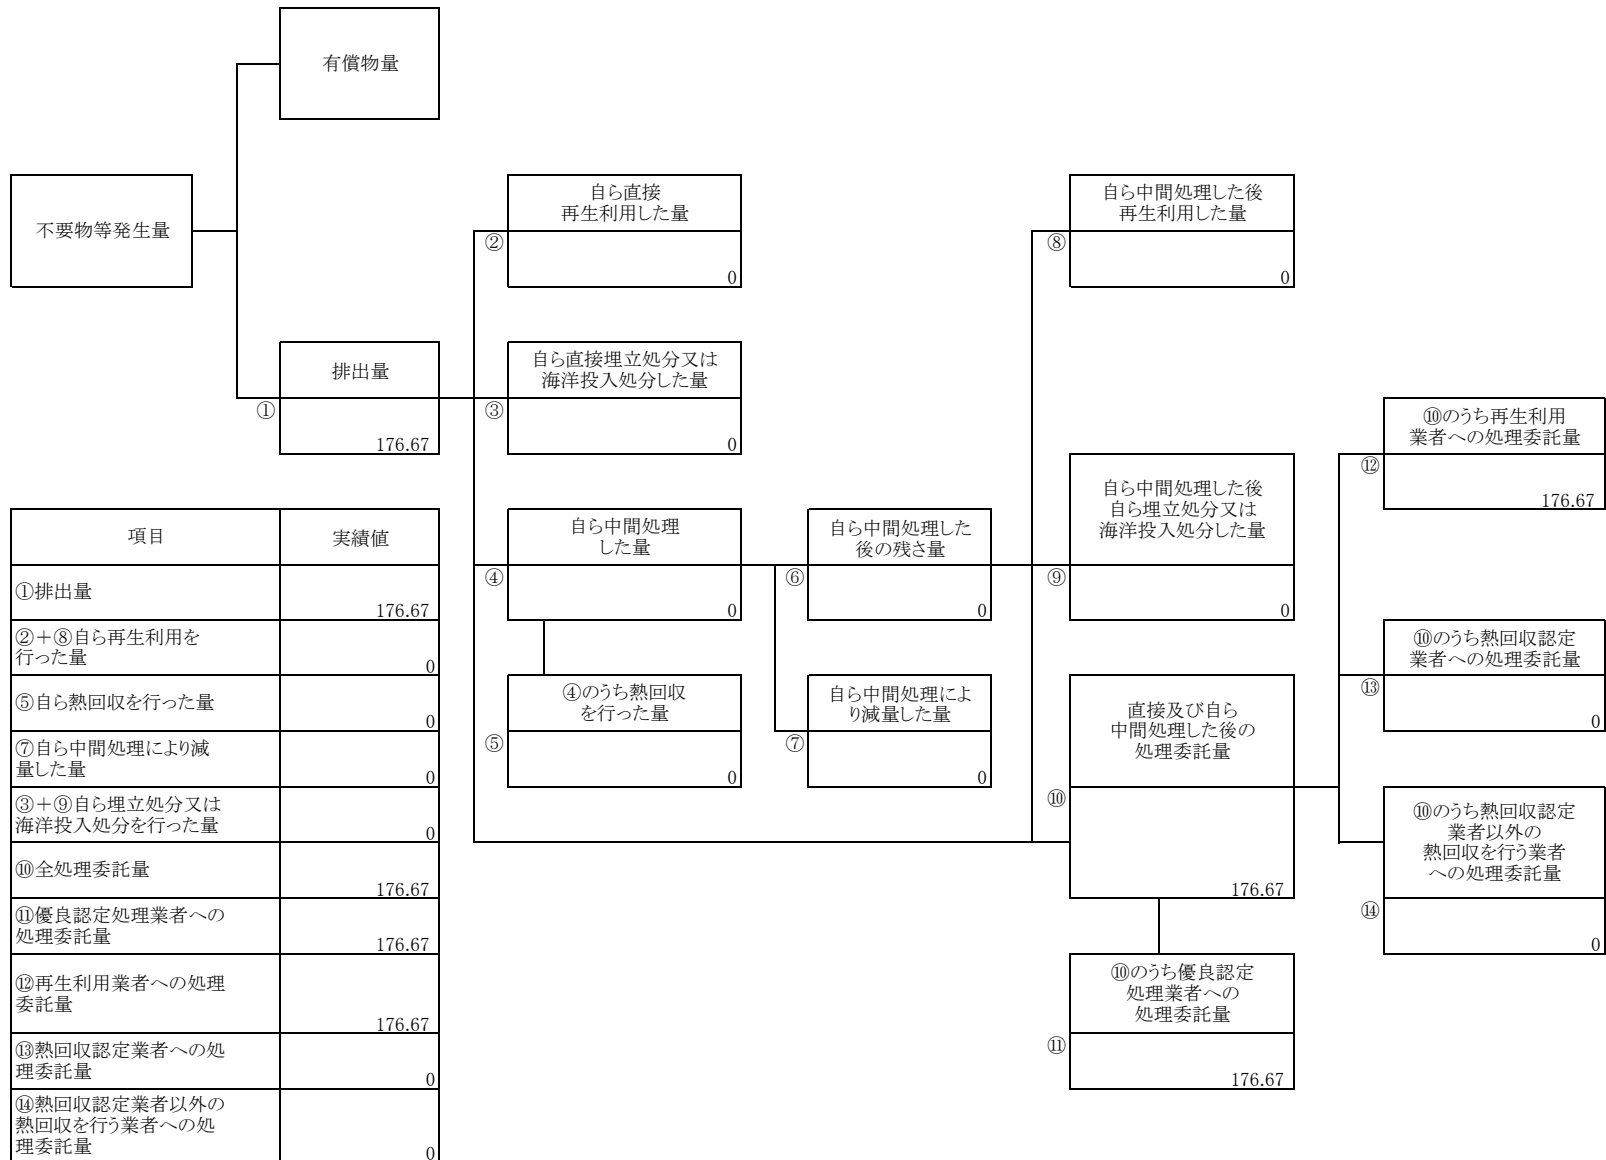 有償物量
不要物等発生量
自ら直接
再生利用した量
②
0
自ら中間処理した後
再生利用した量
⑧
0
排出量
①
176.67
自ら直接埋立処分又は
海洋投入処分した量
③
0
⑩のうち再生利用
業者への処理委託量
⑫
176.67
自ら中間処理した後
自ら埋立処分又は
海洋投入処分した量
⑨
0
自ら中間処理
した量
④
0
自ら中間処理した
後の残さ量
⑥
0
⑩のうち熱回収認定
業者への処理委託量
⑬
0
④のうち熱回収
を行った量
⑤
0
自ら中間処理によ
り減量した量
⑦
0
直接及び自ら
中間処理した後の
処理委託量
⑩
176.67
⑩のうち熱回収認定
業者以外の
熱回収を行う業者
への処理委託量
⑭
0
⑩のうち優良認定
処理業者への
処理委託量
⑪
176.67
項目
実績値
①排出量
176.67
②＋⑧自ら再生利用を
行った量
0
⑤自ら熱回収を行った量
0
⑦自ら中間処理により減
量した量
0
③＋⑨自ら埋立処分又は
海洋投入処分を行った量
0
⑩全処理委託量
176.67
⑪優良認定処理業者への
処理委託量
176.67
⑫再生利用業者への処理
委託量
176.67
⑬熱回収認定業者への処
理委託量
0
⑭熱回収認定業者以外の
熱回収を行う業者への処
理委託量
0